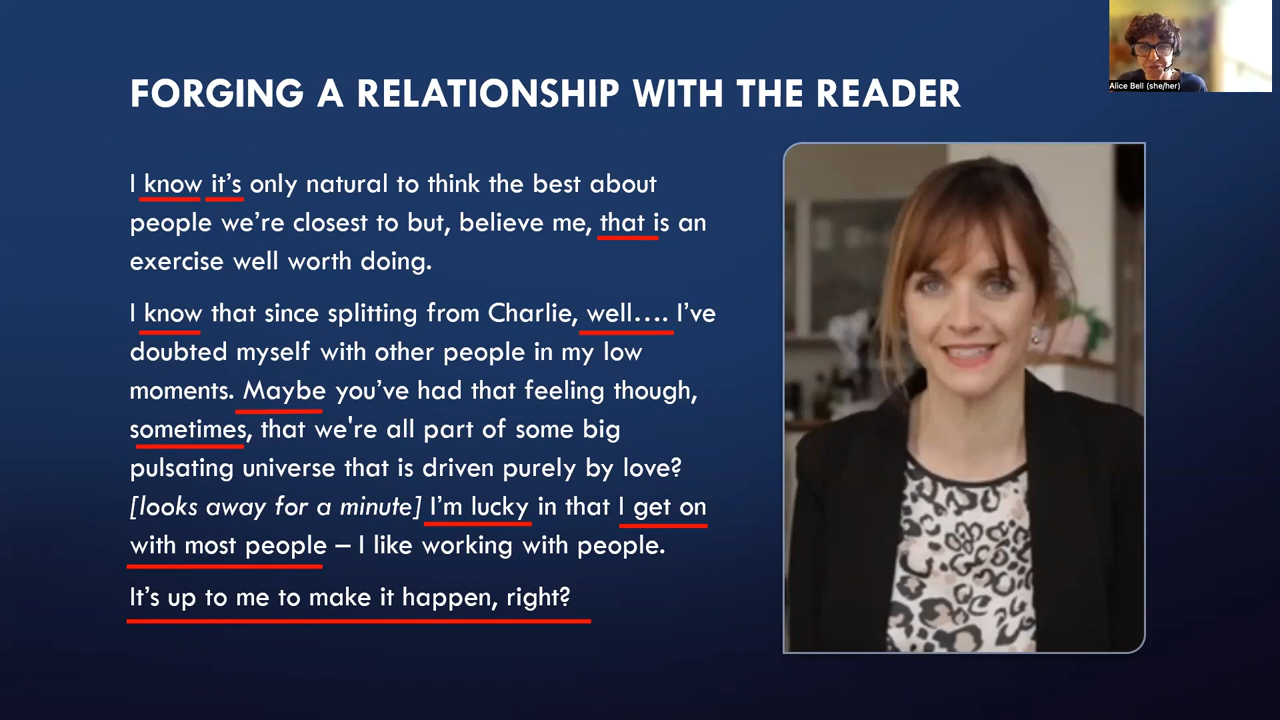 FORGING A RELATIONSHIP WITH THE READER
Alice Bell (she/her)
I know it's only natural to think the best about
people we're closest to but, believe me, that is an
exercise well worth doing.
I know that since splitting from Charlie, well…. I've
doubted myself with other people in my low
moments. Maybe you've had that feeling though,
sometimes, that we're all part of some big
pulsating universe that is driven purely by love?
[looks away for a minute] I'm lucky in that I get on
with most people – I like working with people.
It's up to me to make it happen, right?